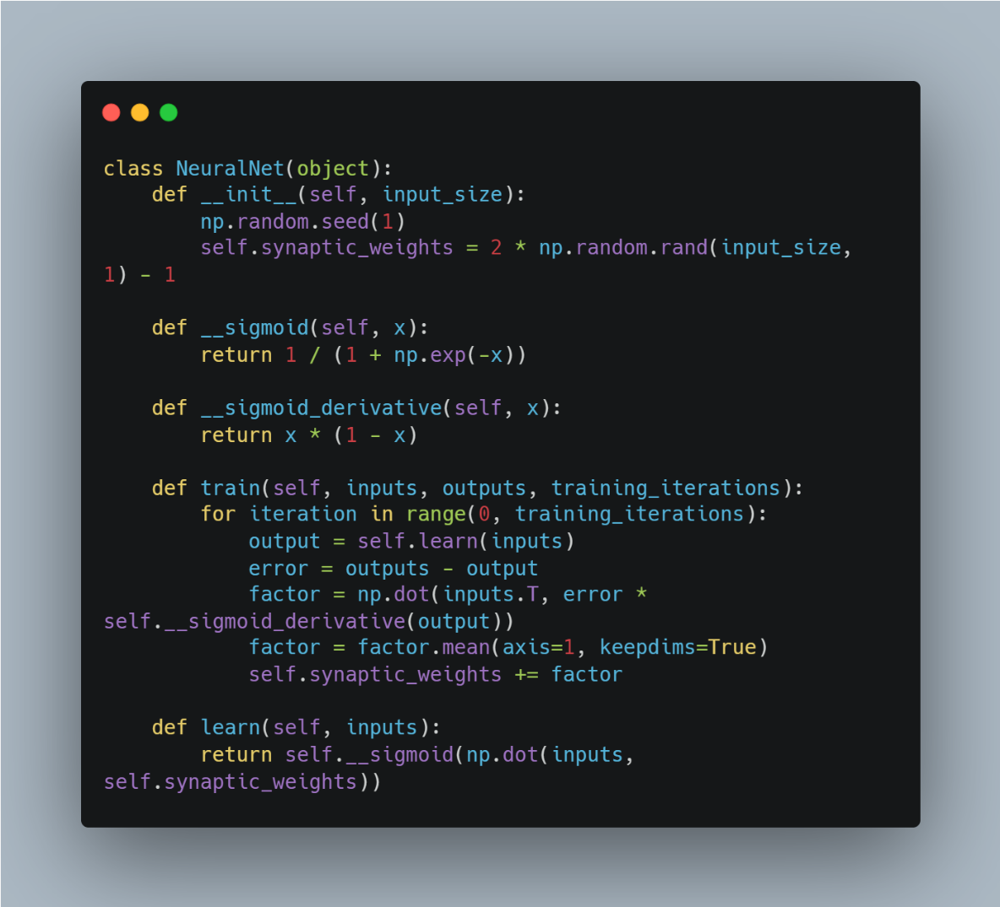 class NeuralNet(object):
    def __init__(self, input_size):
        np.random.seed(1)
        self.synaptic_weights = 2 * np.random.rand(input_size,
1) - 1

    def __sigmoid(self, x):
        return 1 / (1 + np.exp(-x))

    def __sigmoid_derivative(self, x):
        return x * (1 - x)

    def train(self, inputs, outputs, training_iterations):
        for iteration in range(0, training_iterations):
            output = self.learn(inputs)
            error = outputs - output
            factor = np.dot(inputs.T, error *
self.__sigmoid_derivative(output))
            factor = factor.mean(axis=1, keepdims=True)
            self.synaptic_weights += factor

    def learn(self, inputs):
        return self.__sigmoid(np.dot(inputs,
self.synaptic_weights))